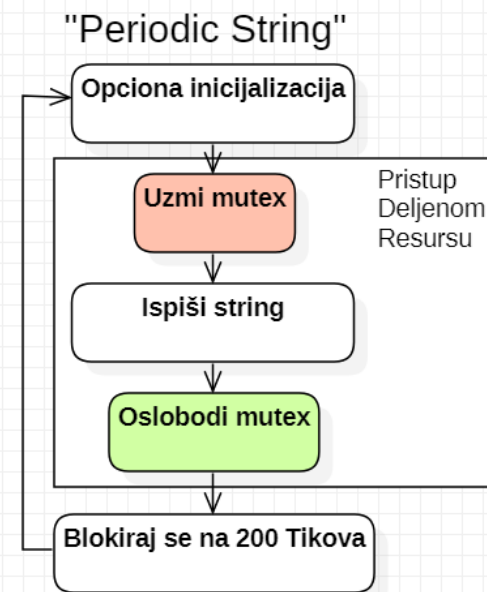 "Periodic String"
Opciona inicijalizacija
Uzmi mutex
Pristup
Deljenom
Resursu
Ispiši string
Oslobodi mutex
Blokiraj se na 200 Tikova